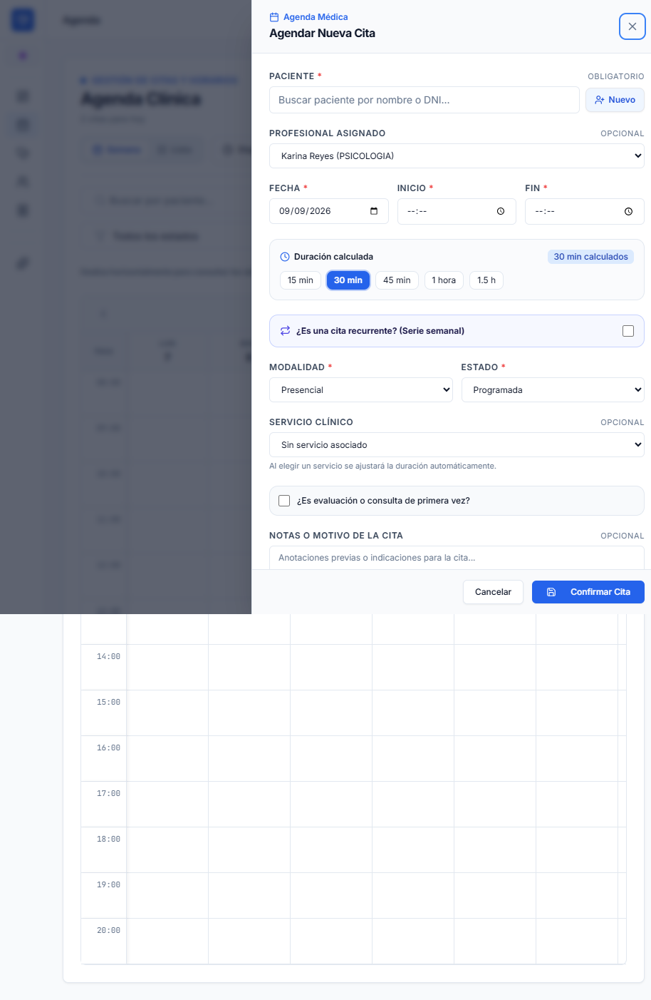 Agenda
Agenda Médica
Agendar Nueva Cita
PACIENTE *
OBLIGATORIO
Buscar paciente por nombre o DNI...
Nuevo
PROFESIONAL ASIGNADO
OPCIONAL
Karina Reyes (PSICOLOGIA)
FECHA *
INICIO *
FIN *
09/09/2026
--:--
--:--
Duración calculada
30 min calculados
15 min
30 min
45 min
1 hora
1.5 h
¿Es una cita recurrente? (Serie semanal)
MODALIDAD *
ESTADO *
Presencial
Programada
SERVICIO CLÍNICO
OPCIONAL
Sin servicio asociado
Al elegir un servicio se ajustará la duración automáticamente.
¿Es evaluación o consulta de primera vez?
NOTAS O MOTIVO DE LA CITA
OPCIONAL
Anotaciones previas o indicaciones para la cita...
Cancelar
Confirmar Cita
Agenda Clínica
14:00
15:00
16:00
17:00
18:00
19:00
20:00